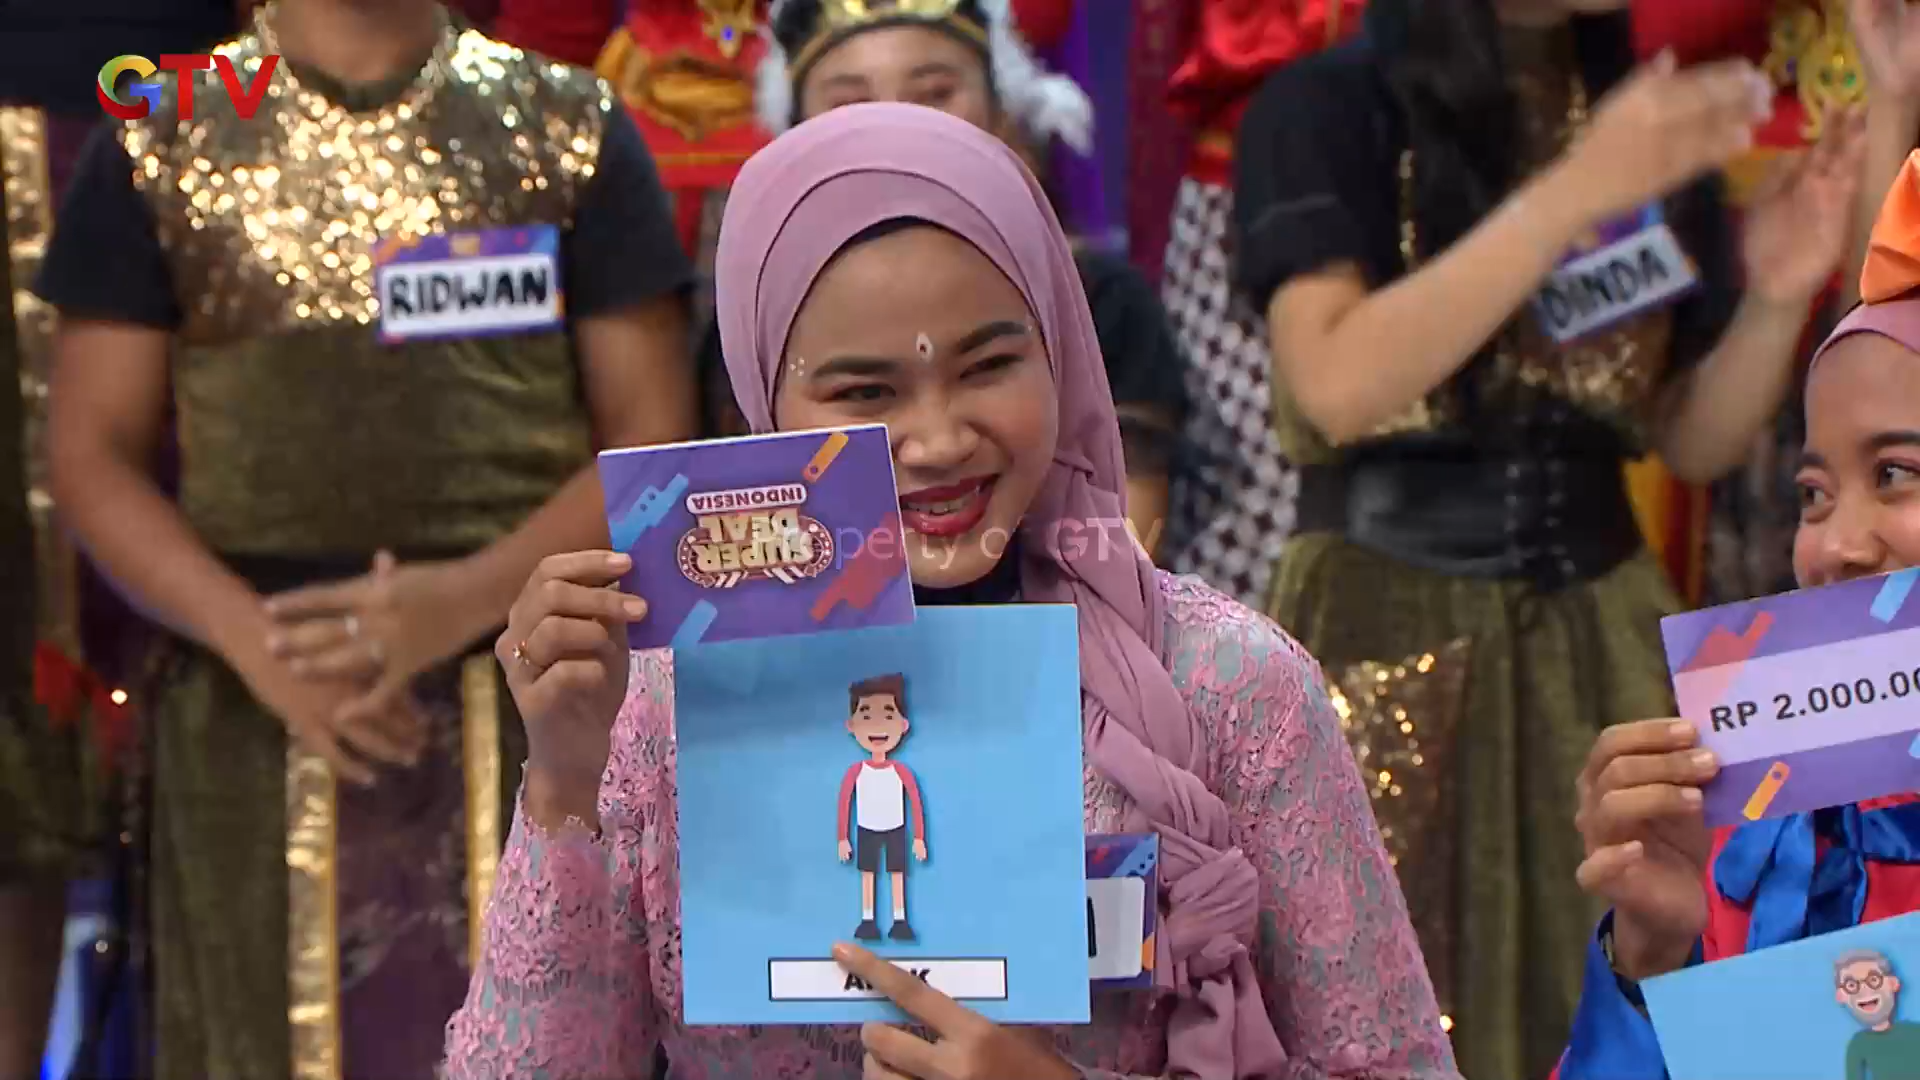 GTV
RIDWAN
DINDA
SUPER
DEAL
INDONESIA
Property of GTV
RP 2.000.00